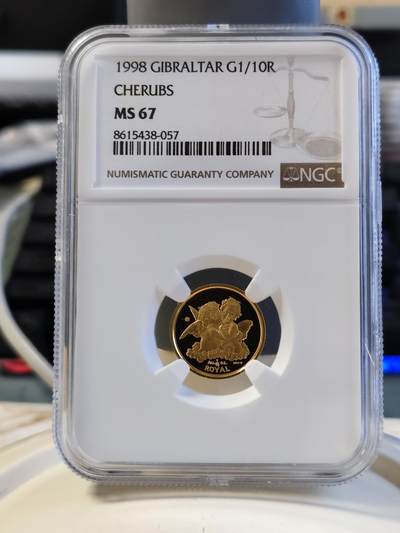 1998 GIBRALTAR G1/10R
CHERUBS
MS 67
8615438-057
NUMISMATIC GUARANTY COMPANY
NGC
ROYAL